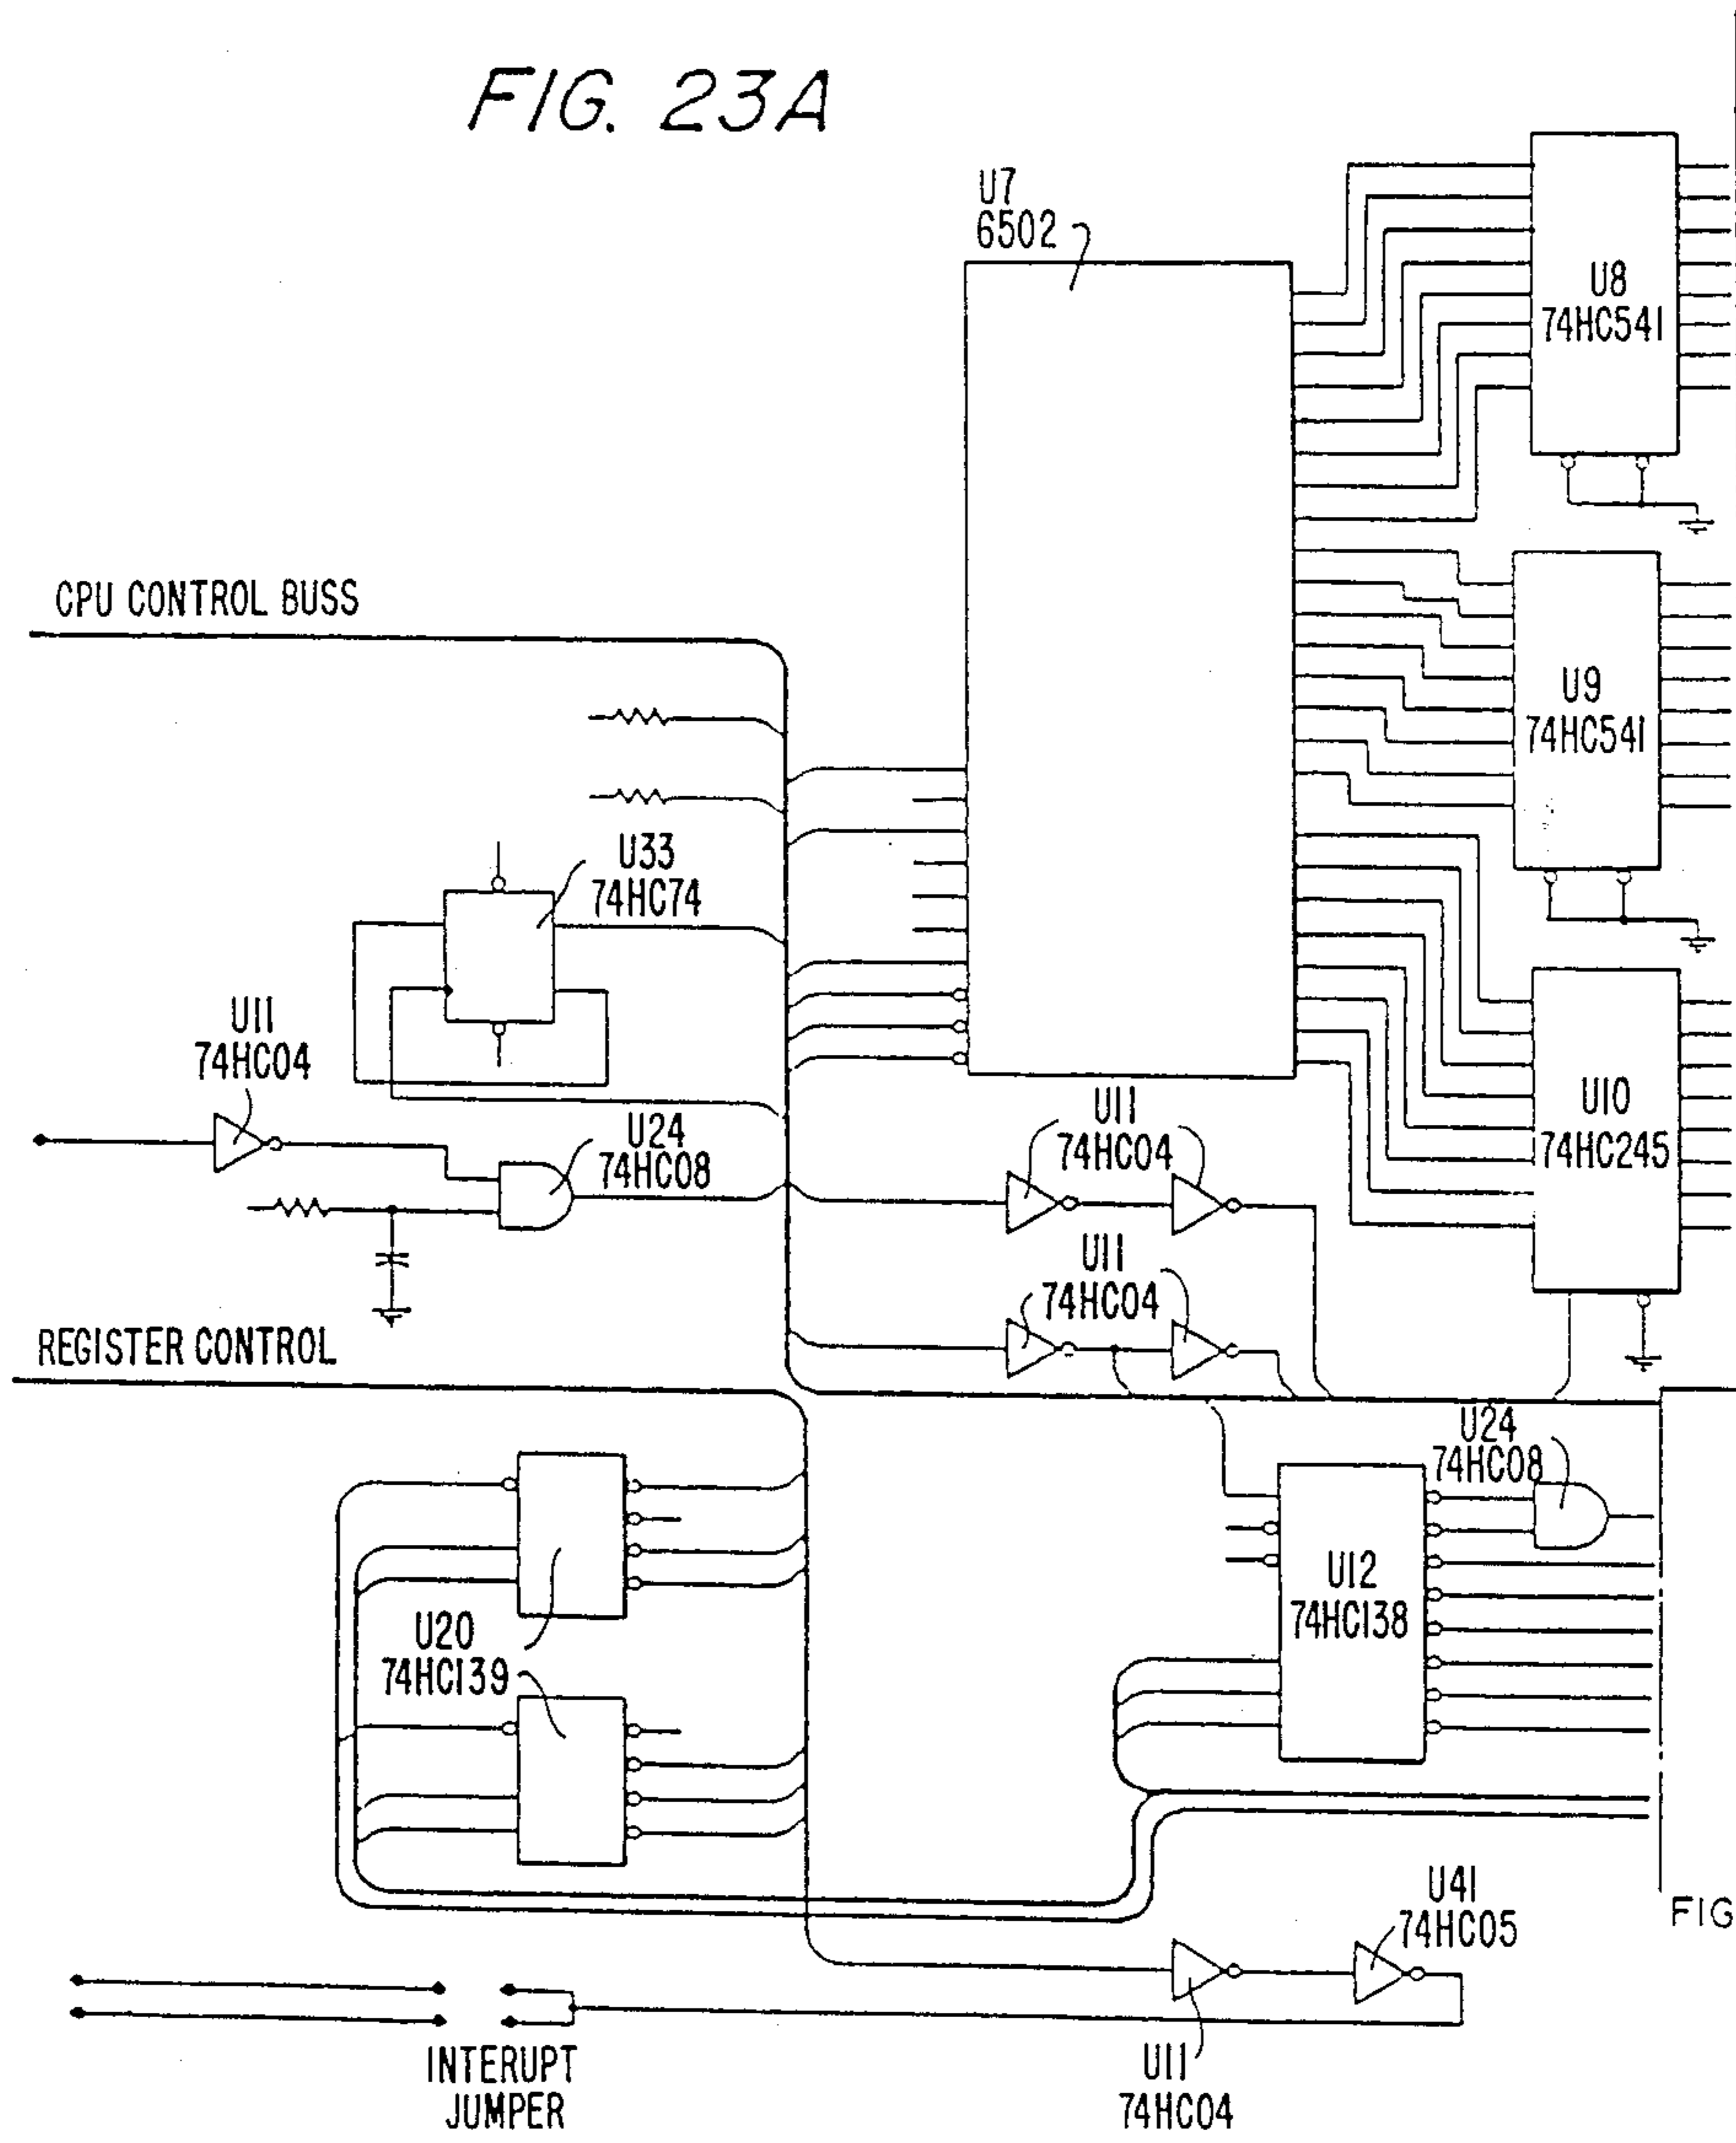 FIG. 23A
U7
6502
U8
74HC541
CPU CONTROL BUSS
U9
74HC541
U33
74HC74
U11
74HC04
U24
74HC08
U10
74HC245
U11
74HC04
U11
74HC04
REGISTER CONTROL
U24
74HC08
U12
74HC138
U20
74HC139
U41
74HC05
FIG
INTERUPT
JUMPER
U11
74HC04